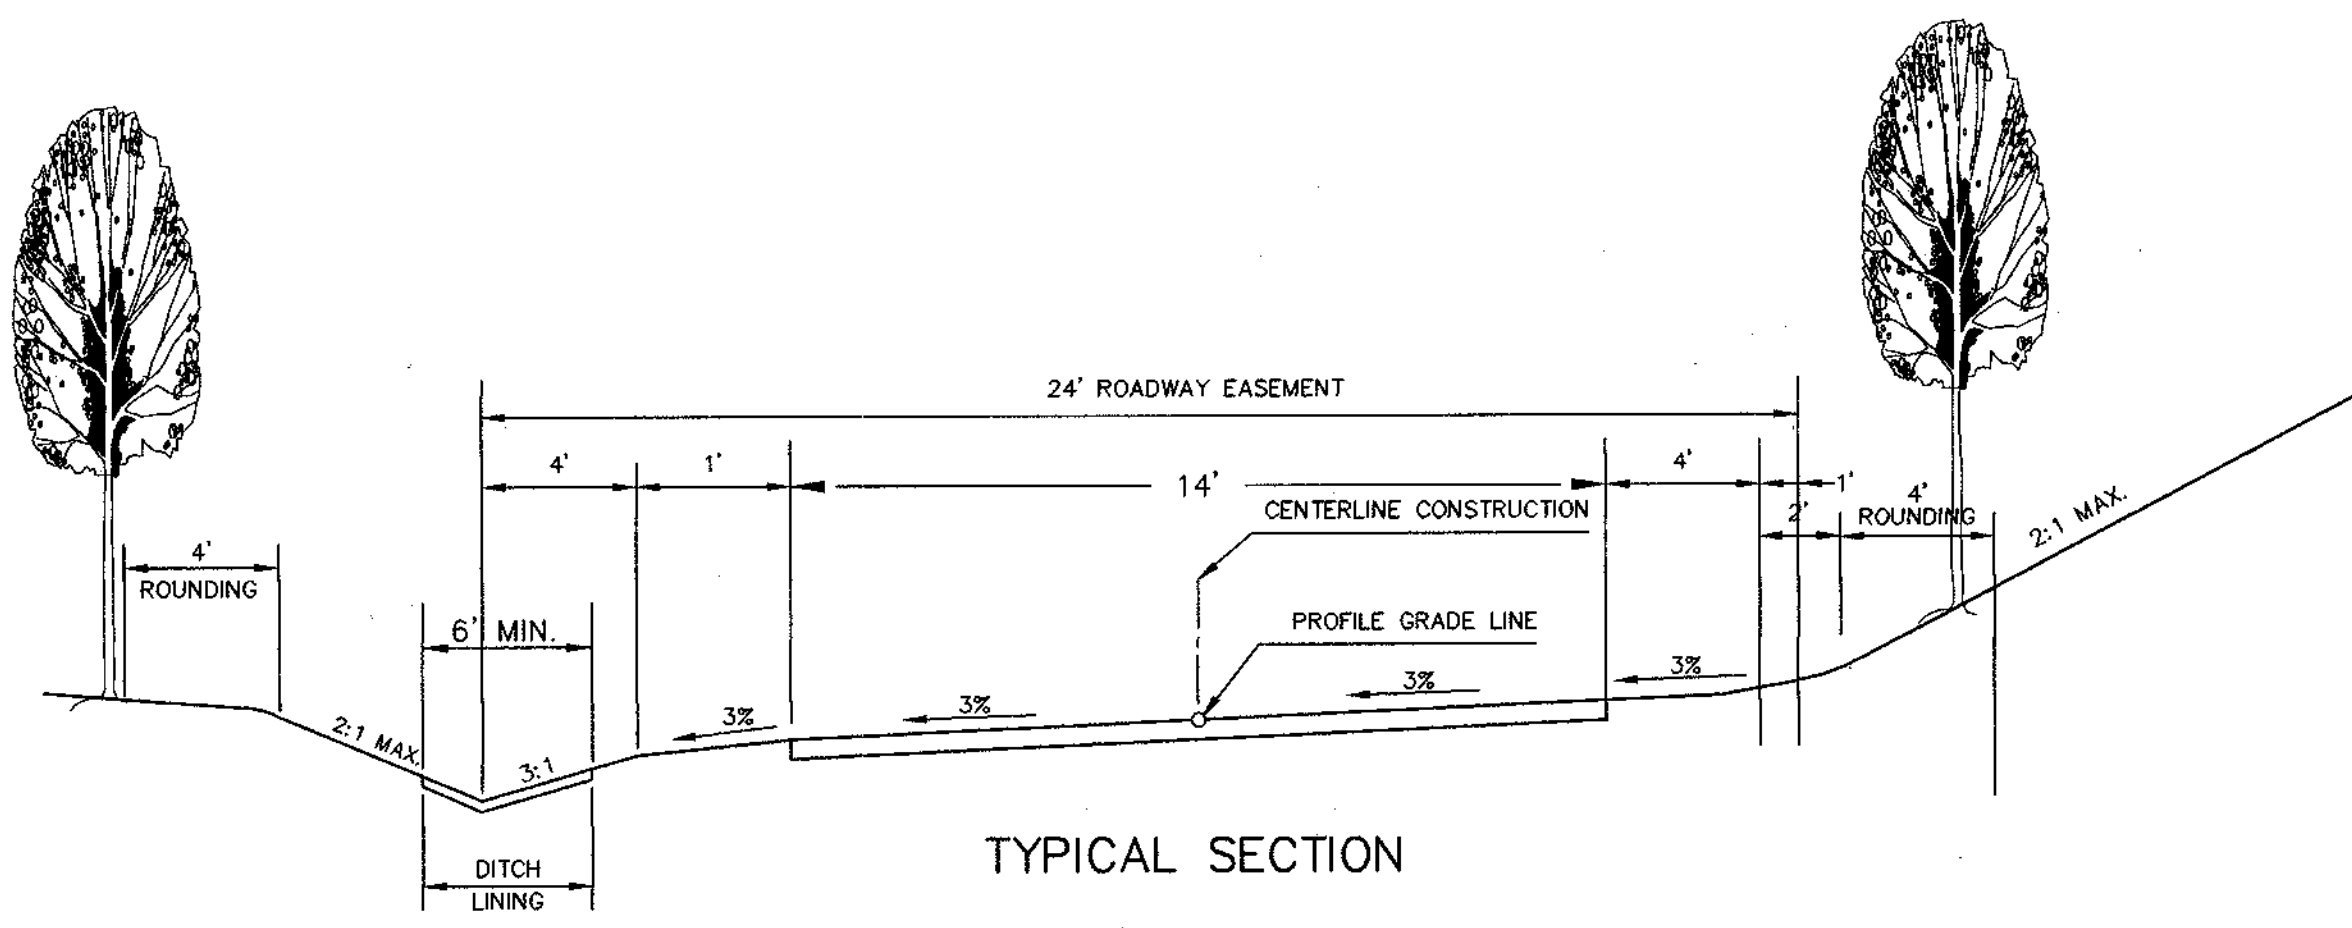 24' ROADWAY EASEMENT
4' 1' 14' 4' 1'
CENTERLINE CONSTRUCTION
2' 4'
ROUNDING
2:1 MAX.
4'
ROUNDING
6' MIN.
PROFILE GRADE LINE
3%
3%
3%
3%
2:1 MAX.
3:1
TYPICAL SECTION
DITCH
LINING